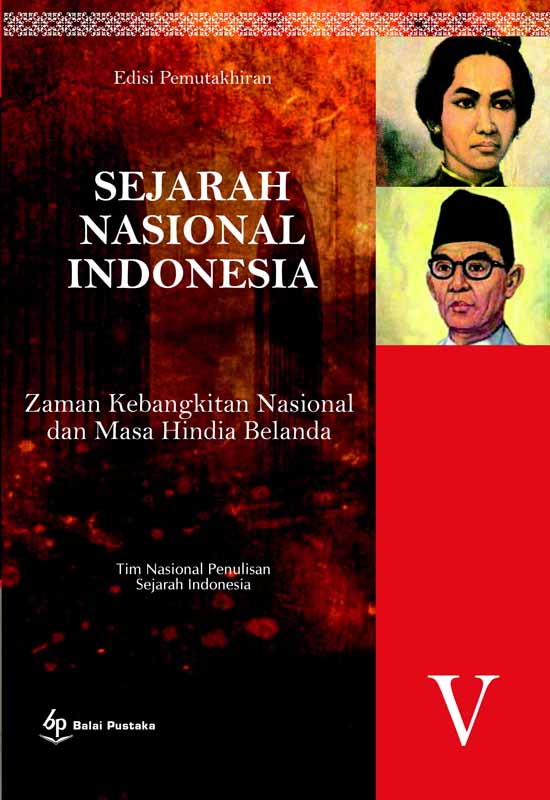 Edisi Pemutakhiran
SEJARAH
NASIONAL
INDONESIA
Zaman Kebangkitan Nasional
dan Masa Hindia Belanda
Tim Nasional Penulisan
Sejarah Indonesia
bp Balai Pustaka
V